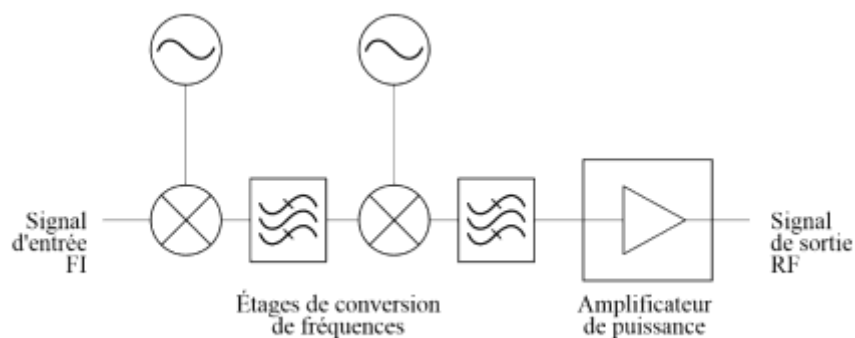 Signal
d'entrée
FI
Étages de conversion
de fréquences
Amplificateur
de puissance
Signal
de sortie
RF